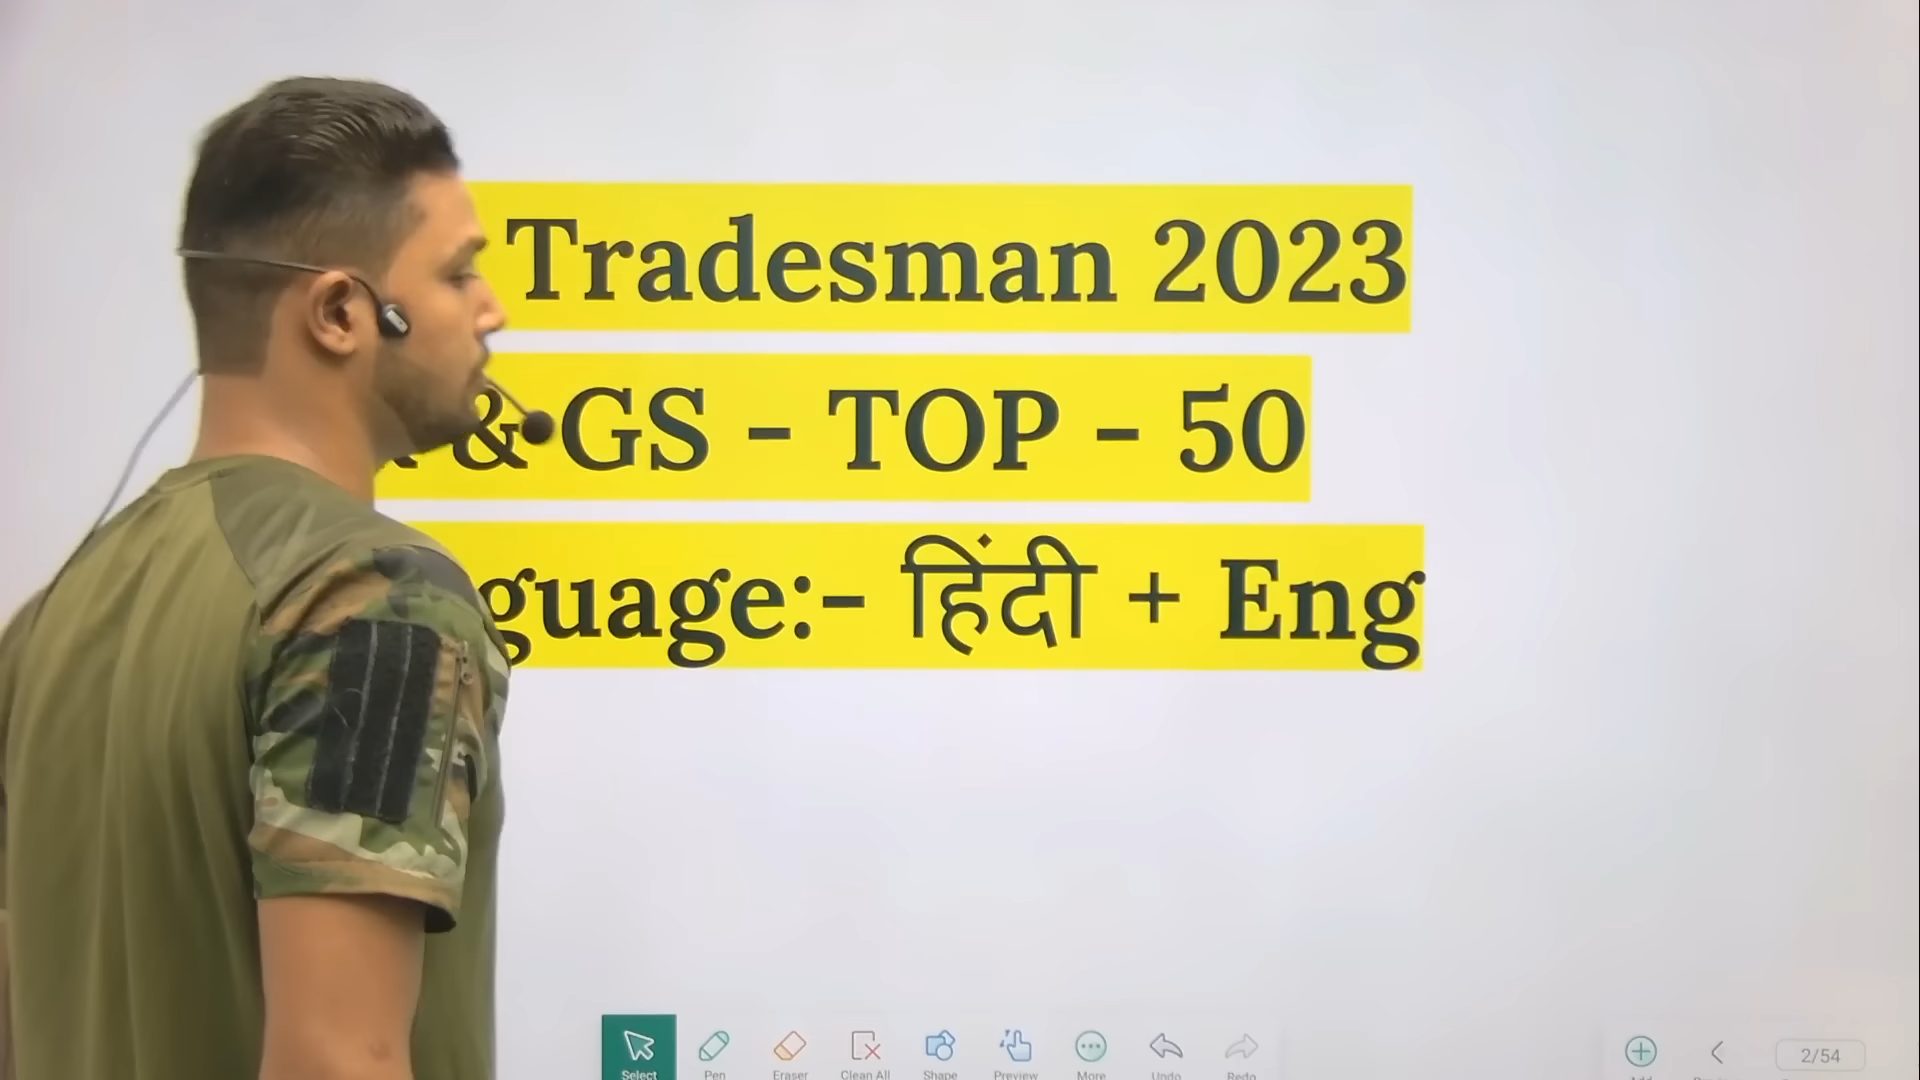 Tradesman 2023
& GS - TOP - 50
guage:- हिंदी + Eng
Select Pen Eraser Clean All Shape Preview More Undo Redo
2/54